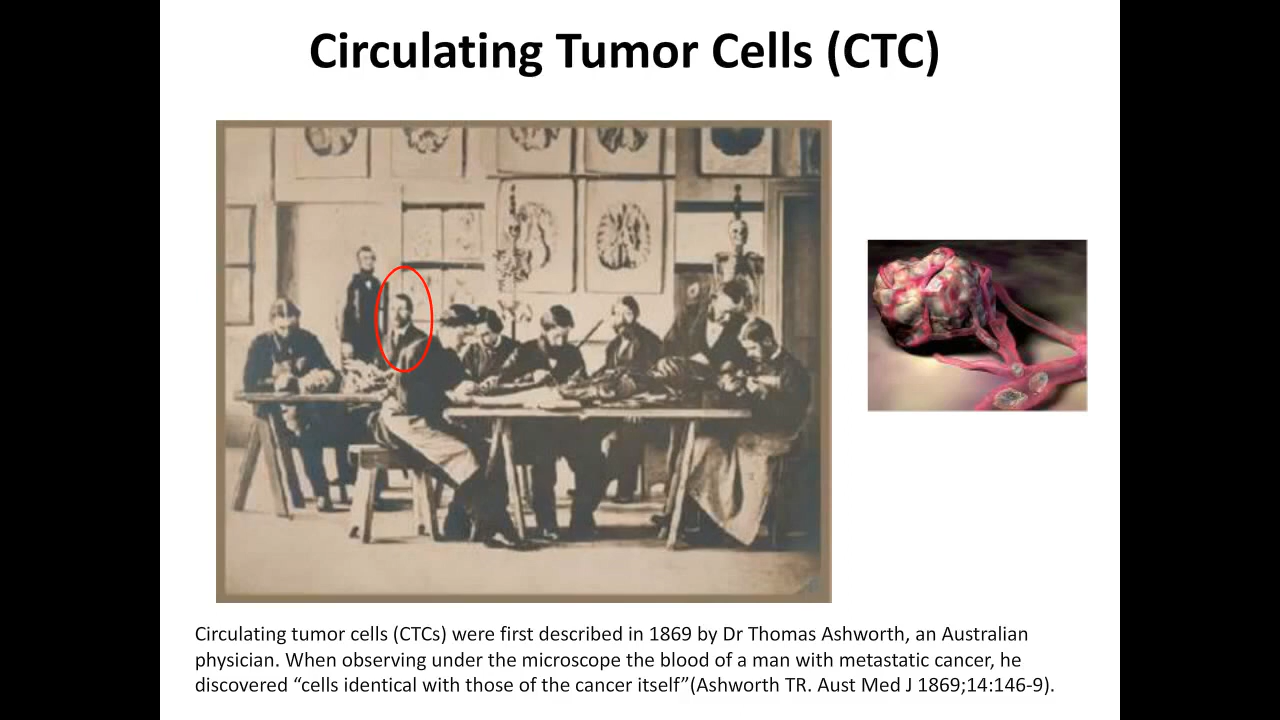 Circulating Tumor Cells (CTC)
Circulating tumor cells (CTCs) were first described in 1869 by Dr Thomas Ashworth, an Australian
physician. When observing under the microscope the blood of a man with metastatic cancer, he
discovered “cells identical with those of the cancer itself”(Ashworth TR. Aust Med J 1869;14:146-9).